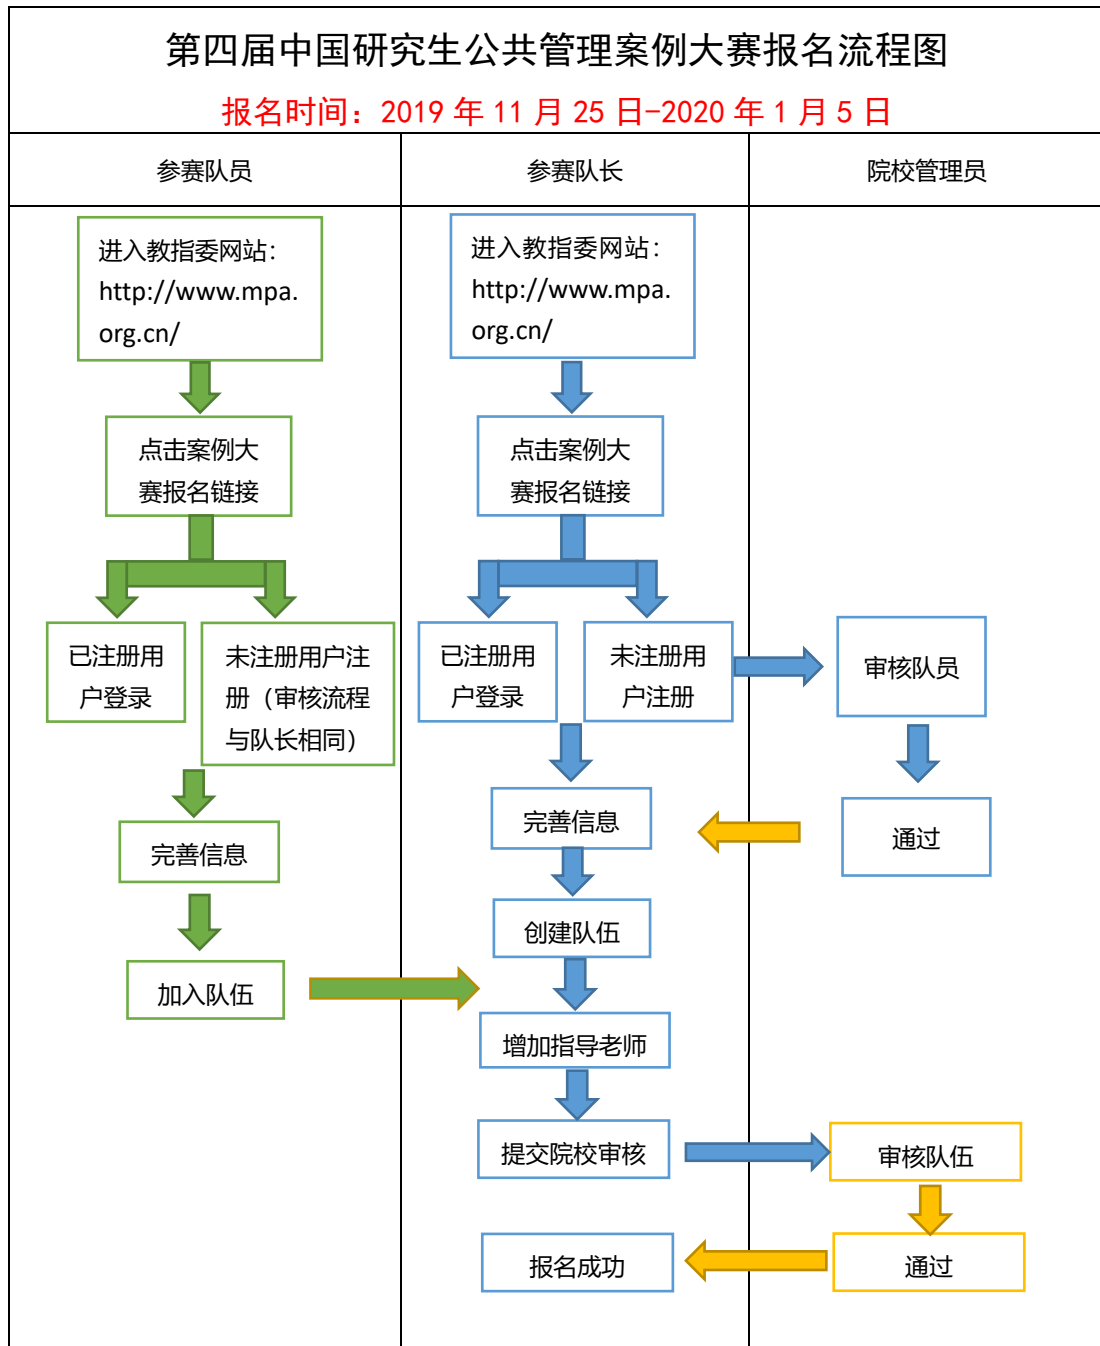 第四届中国研究生公共管理案例大赛报名流程图
报名时间：2019 年 11 月 25 日-2020 年 1 月 5 日
参赛队员
参赛队长
院校管理员
进入教指委网站：
http://www.mpa.
org.cn/
进入教指委网站：
http://www.mpa.
org.cn/
点击案例大
赛报名链接
点击案例大
赛报名链接
已注册用
户登录
未注册用户注
册（审核流程
与队长相同）
已注册用
户登录
未注册用
户注册
审核队员
完善信息
完善信息
通过
创建队伍
加入队伍
增加指导老师
提交院校审核
审核队伍
报名成功
通过